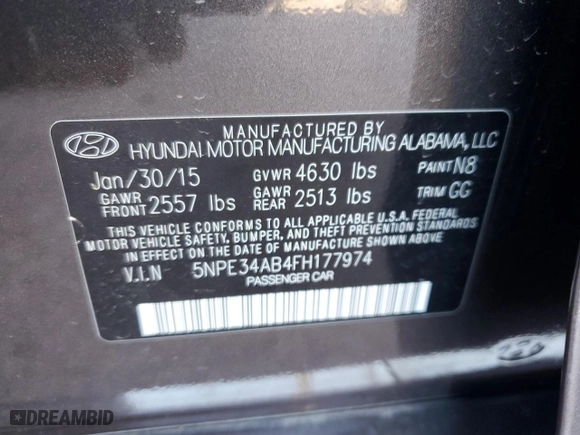 MANUFACTURED BY
HYUNDAI MOTOR MANUFACTURING ALABAMA, LLC
Jan/30/15 GVWR 4630 lbs PAINT N8
GAWR FRONT 2557 lbs GAWR REAR 2513 lbs TRIM GG
THIS VEHICLE CONFORMS TO ALL APPLICABLE U.S.A. FEDERAL
MOTOR VEHICLE SAFETY, BUMPER, AND THEFT PREVENTION STANDARDS
IN EFFECT ON THE DATE OF MANUFACTURE SHOWN ABOVE
V.I.N 5NPE34AB4FH177974
PASSENGER CAR
DREAMBID